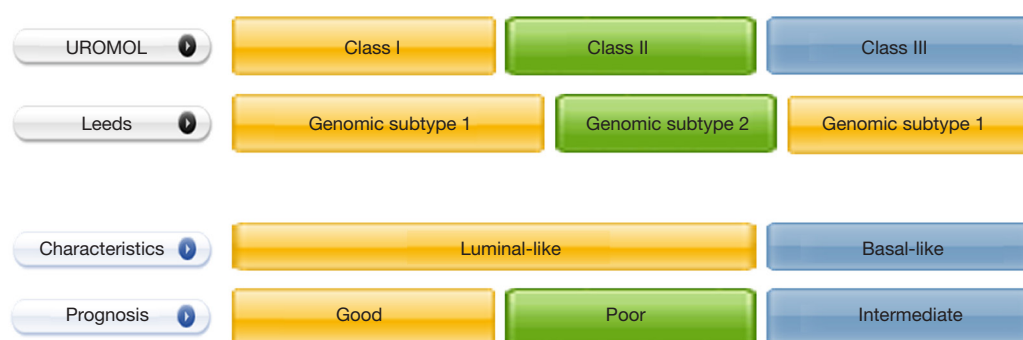 UROMOL Class I Class II Class III
Leeds Genomic subtype 1 Genomic subtype 2 Genomic subtype 1
Characteristics Luminal-like Basal-like
Prognosis Good Poor Intermediate